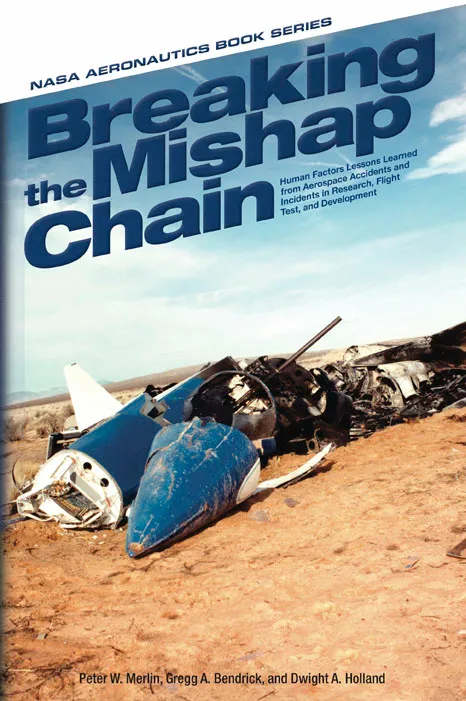 NASA AERONAUTICS BOOK SERIES
Breaking
the Mishap
Chain
Human Factors Lessons Learned
from Aerospace Accidents and
Incidents in Research, Flight
Test, and Development
Peter W. Merlin, Gregg A. Bendrick, and Dwight A. Holland